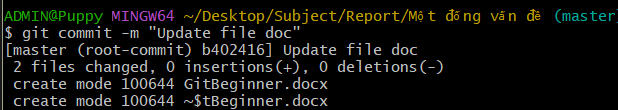 ADMIN@Puppy MINGW64 ~/Desktop/Subject/Report/Một đống vấn đề (master)
$ git commit -m "Update file doc"
[master (root-commit) b402416] Update file doc
 2 files changed, 0 insertions(+), 0 deletions(-)
 create mode 100644 GitBeginner.docx
 create mode 100644 ~$tBeginner.docx